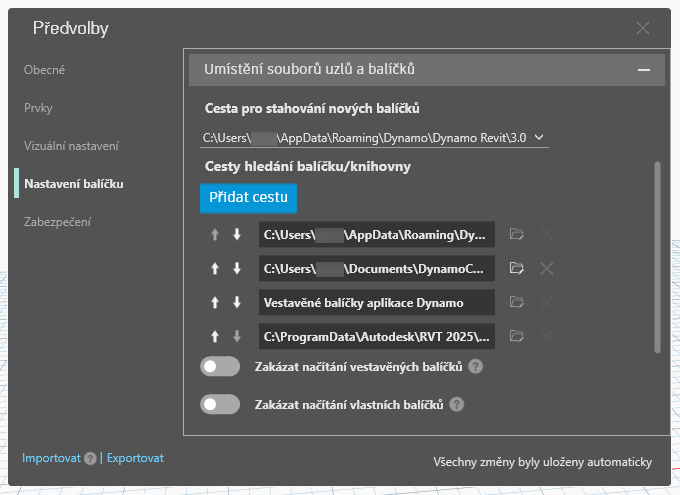 Předvolby
Obecné
Prvky
Vizuální nastavení
Nastavení balíčku
Zabezpečení
Umístění souborů uzlů a balíčků
Cesta pro stahování nových balíčků
C:\Users\ \AppData\Roaming\Dynamo\Dynamo Revit\3.0
Cesty hledání balíčku/knihovny
Přidat cestu
C:\Users\ \AppData\Roaming\Dy...
C:\Users\ \Documents\DynamoC...
Vestavěné balíčky aplikace Dynamo
C:\ProgramData\Autodesk\RVT 2025\...
Zakázat načítání vestavěných balíčků ?
Zakázat načítání vlastních balíčků ?
Importovat ? | Exportovat
Všechny změny byly uloženy automaticky